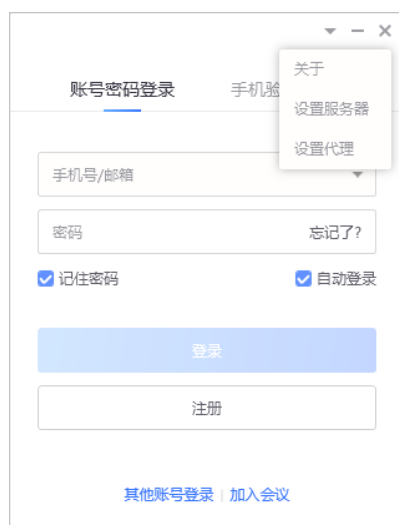 关于
账号密码登录
手机验
设置服务器
设置代理
手机号/邮箱
密码
忘记了?
记住密码
自动登录
登录
注册
其他账号登录 | 加入会议